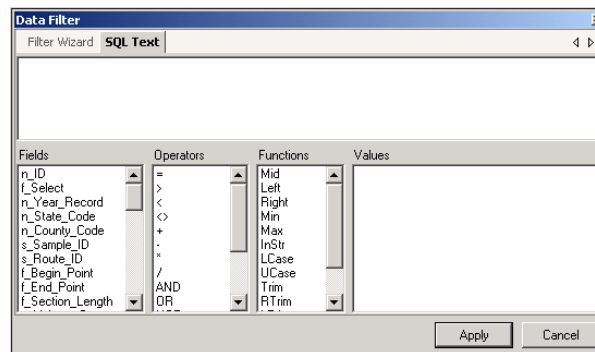 Data Filter
Filter Wizard SQL Text
Fields Operators Functions Values
n_ID
f_Select
n_Year_Record
n_State_Code
n_County_Code
s_Sample_ID
s_Route_ID
f_Begin_Point
f_End_Point
f_Section_Length
=
>
<
<>
+
-
*
/
AND
OR
Mid
Left
Right
Min
Max
InStr
LCase
UCase
Trim
RTrim
Apply Cancel